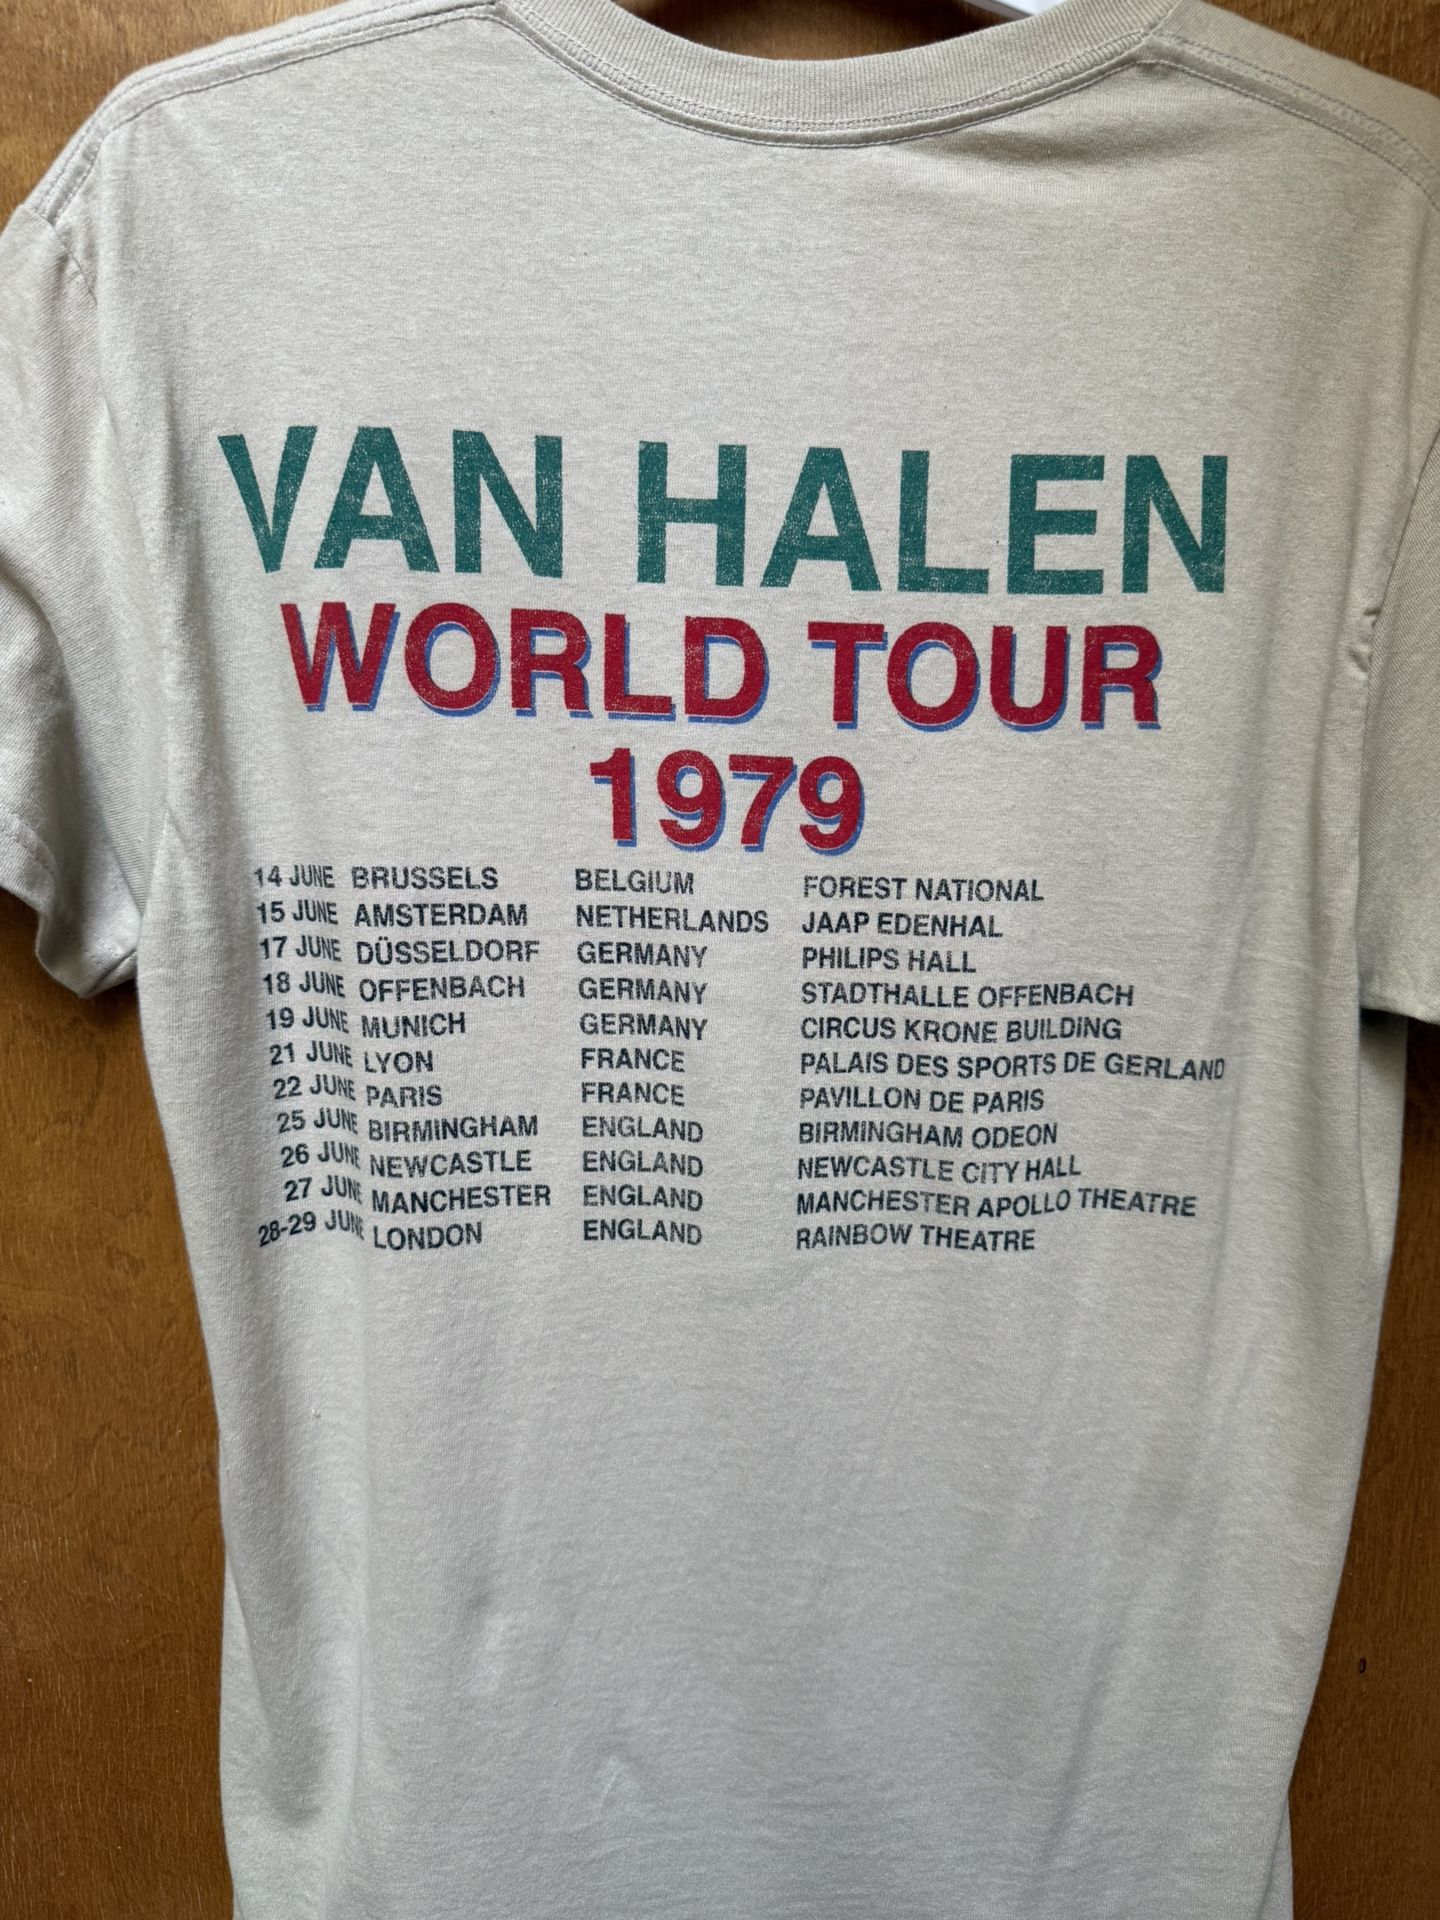 VAN HALEN
WORLD TOUR
1979
14 JUNE BRUSSELS BELGIUM FOREST NATIONAL
15 JUNE AMSTERDAM NETHERLANDS JAAP EDENHAL
17 JUNE DÜSSELDORF GERMANY PHILIPS HALL
18 JUNE OFFENBACH GERMANY STADTHALLE OFFENBACH
19 JUNE MUNICH GERMANY CIRCUS KRONE BUILDING
21 JUNE LYON FRANCE PALAIS DES SPORTS DE GERLAND
22 JUNE PARIS FRANCE PAVILLON DE PARIS
25 JUNE BIRMINGHAM ENGLAND BIRMINGHAM ODEON
26 JUNE NEWCASTLE ENGLAND NEWCASTLE CITY HALL
27 JUNE MANCHESTER ENGLAND MANCHESTER APOLLO THEATRE
28-29 JUNE LONDON ENGLAND RAINBOW THEATRE